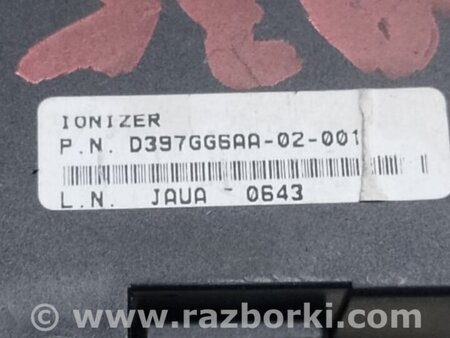 IONIZER
P.N. D397GG6AA-02-001
L.N. JAUA 0643
© www.razborki.com